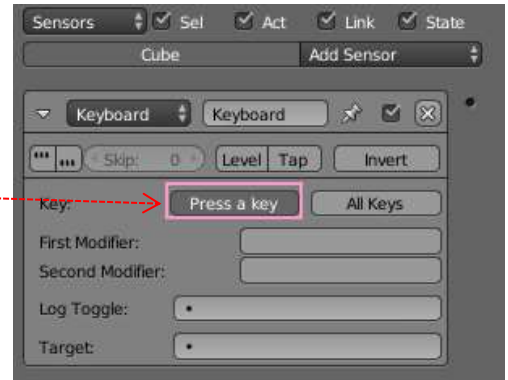 Sensors Sel Act Link State
Cube Add Sensor
Keyboard Keyboard
Skip: 0 Level Tap Invert
Key: Press a key All Keys
First Modifier:
Second Modifier:
Log Toggle:
Target: